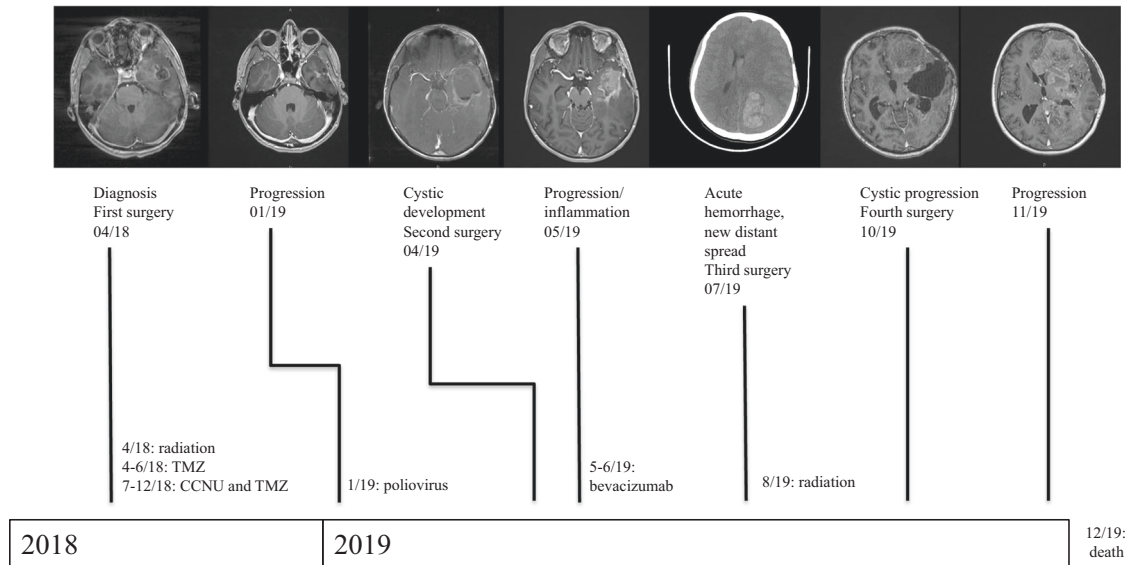 Diagnosis
First surgery
04/18
Progression
01/19
Cystic
development
Second surgery
04/19
Progression/
inflammation
05/19
Acute
hemorrhage,
new distant
spread
Third surgery
07/19
Cystic progression
Fourth surgery
10/19
Progression
11/19
4/18: radiation
4-6/18: TMZ
7-12/18: CCNU and TMZ
1/19: poliovirus
5-6/19:
bevacizumab
8/19: radiation
2018
2019
12/19:
death